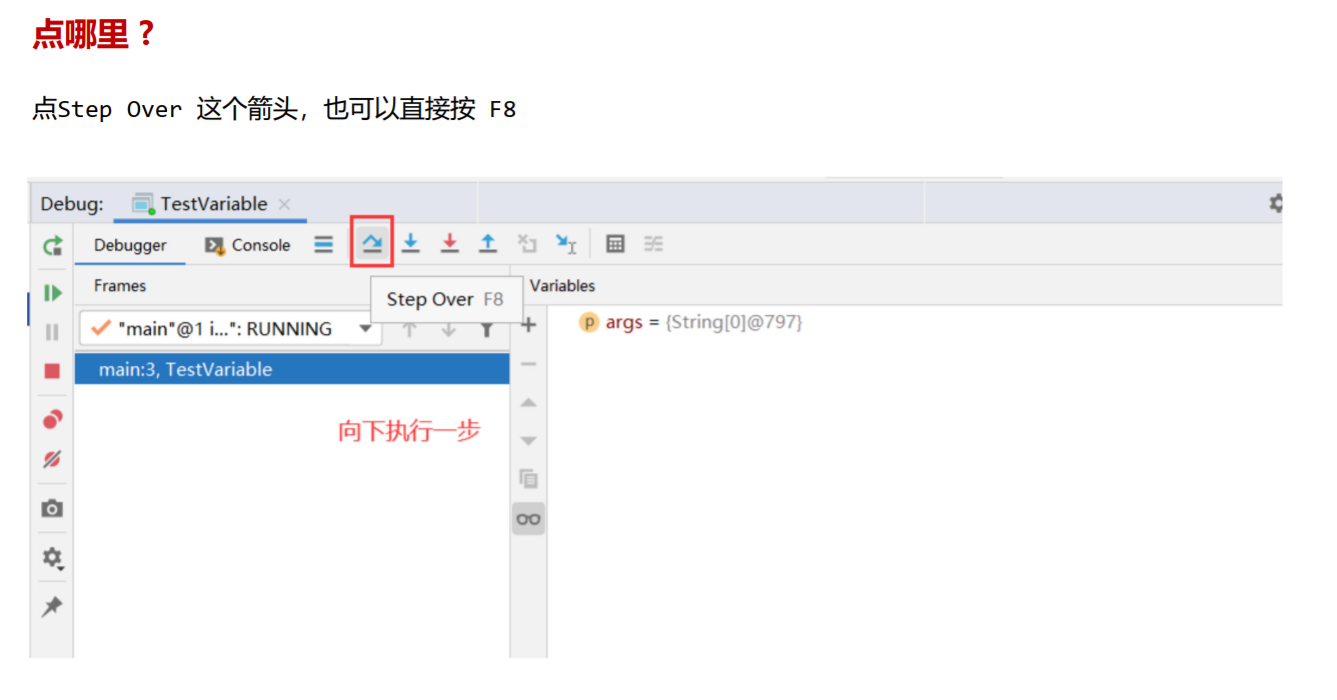 点哪里？
点Step Over 这个箭头，也可以直接按 F8
Debug: TestVariable
Debugger Console
Frames
Step Over F8
Variables
"main"@1 i...": RUNNING
args = {String[0]@797}
main:3, TestVariable
向下执行一步